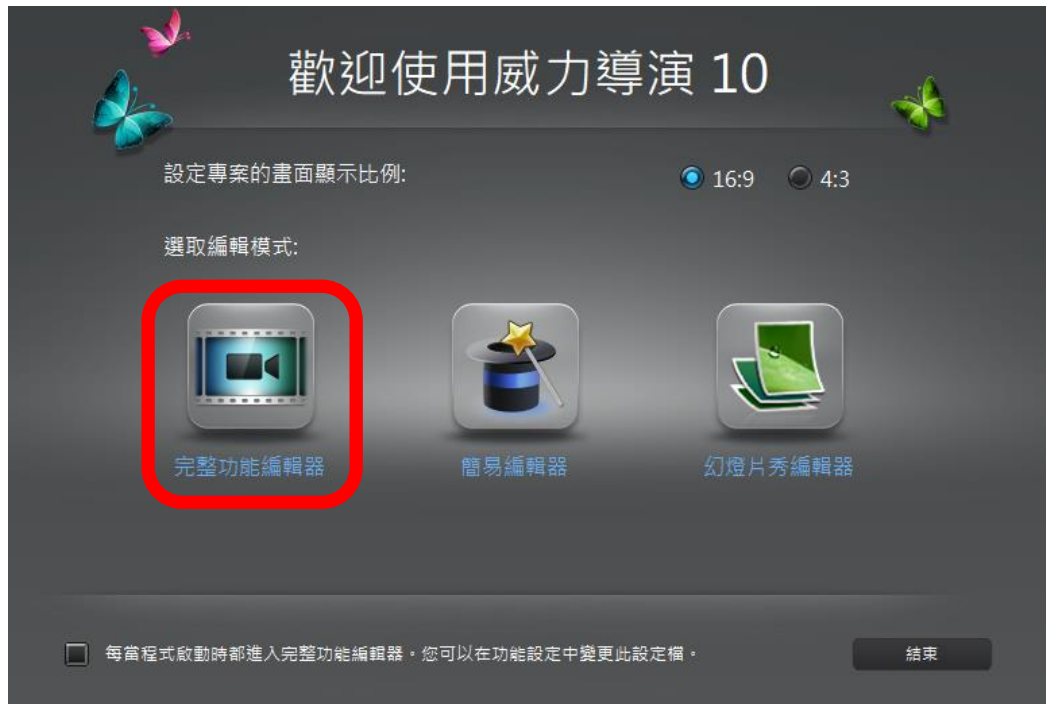 歡迎使用威力導演 10
設定專案的畫面顯示比例: 16:9 4:3
選取編輯模式:
完整功能編輯器 簡易編輯器 幻燈片秀編輯器
每當程式啟動時都進入完整功能編輯器。您可以在功能設定中變更此設定檔。 結束